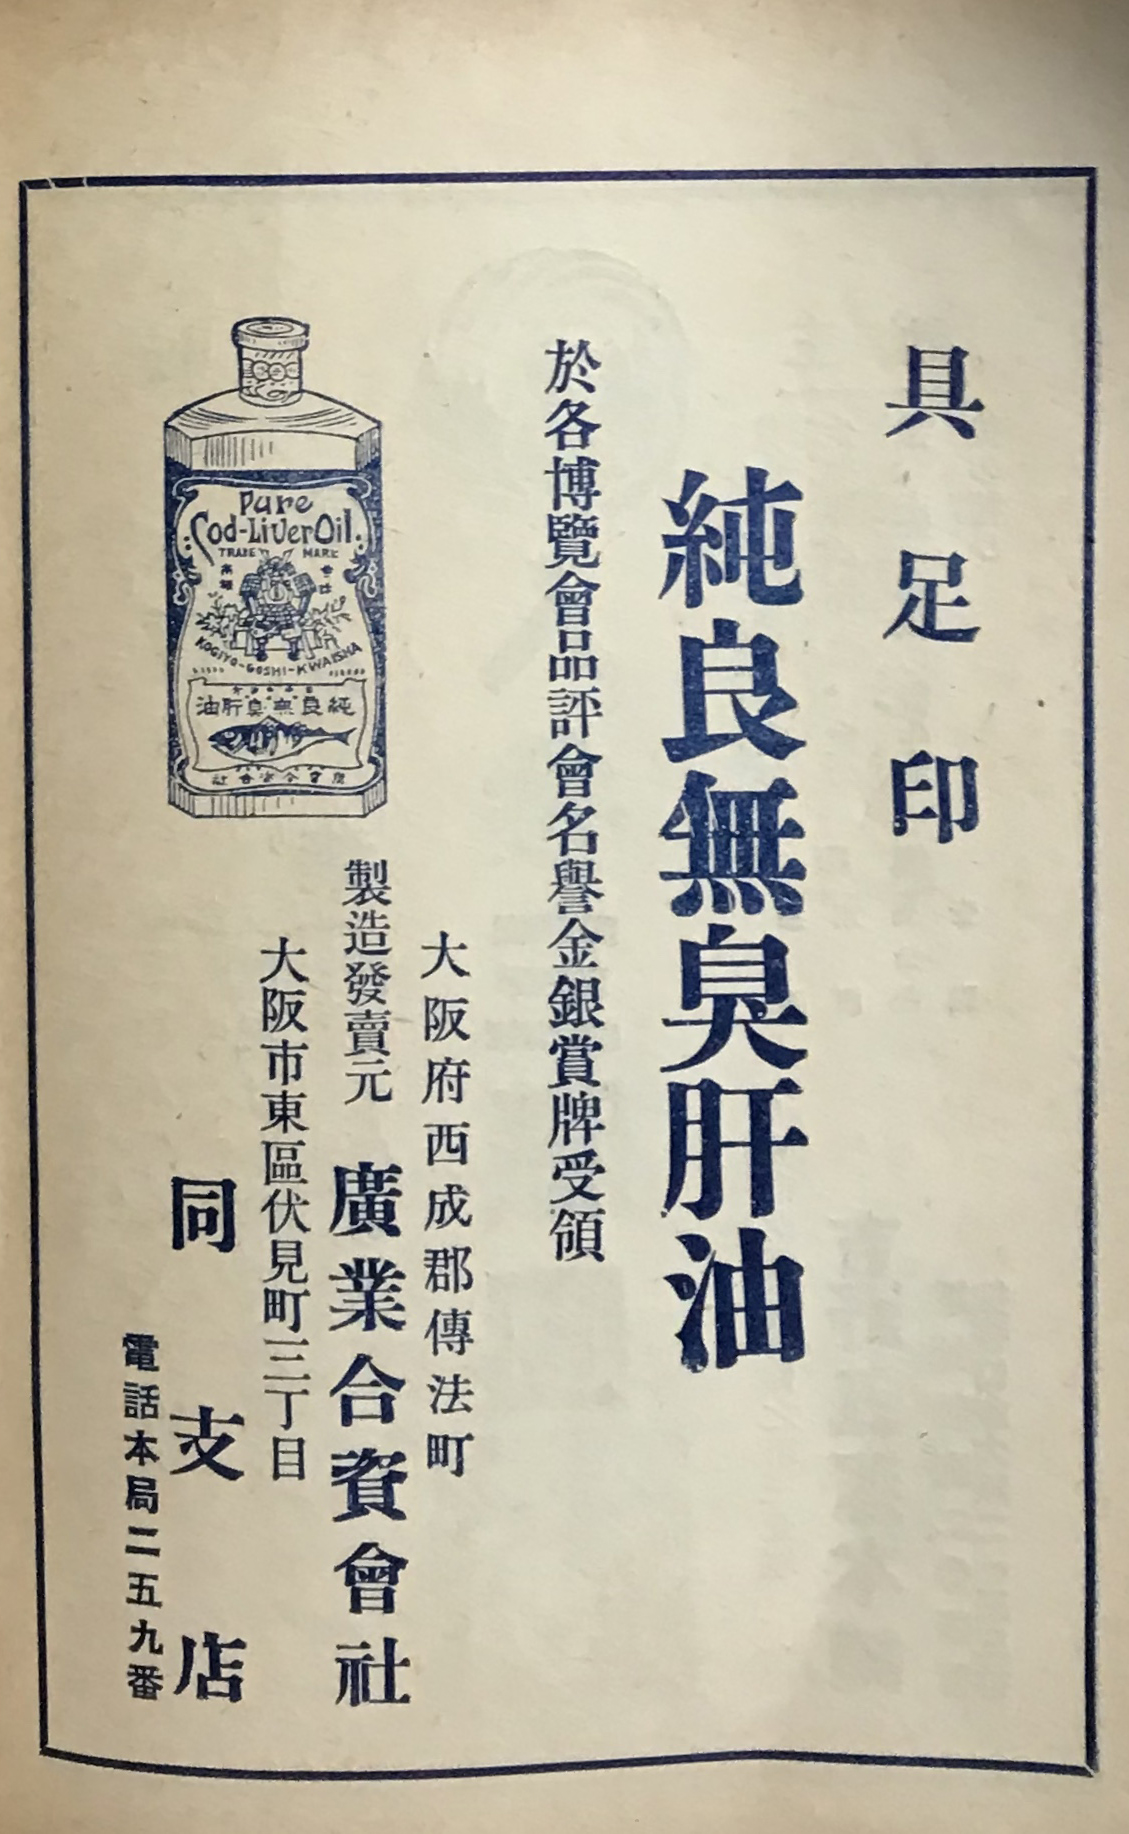 具足印
純良無臭肝油
於各博覽會品評會名譽金銀賞牌受領
大阪府西成郡傳法町
製造發賣元 廣業合資會社
大阪市東區伏見町三丁目
同支店
電話本局二五九番
Pure
Cod-Liver Oil
TRADE MARK
KOGIYO-GOSHI-KWAISHA
純良無臭肝油